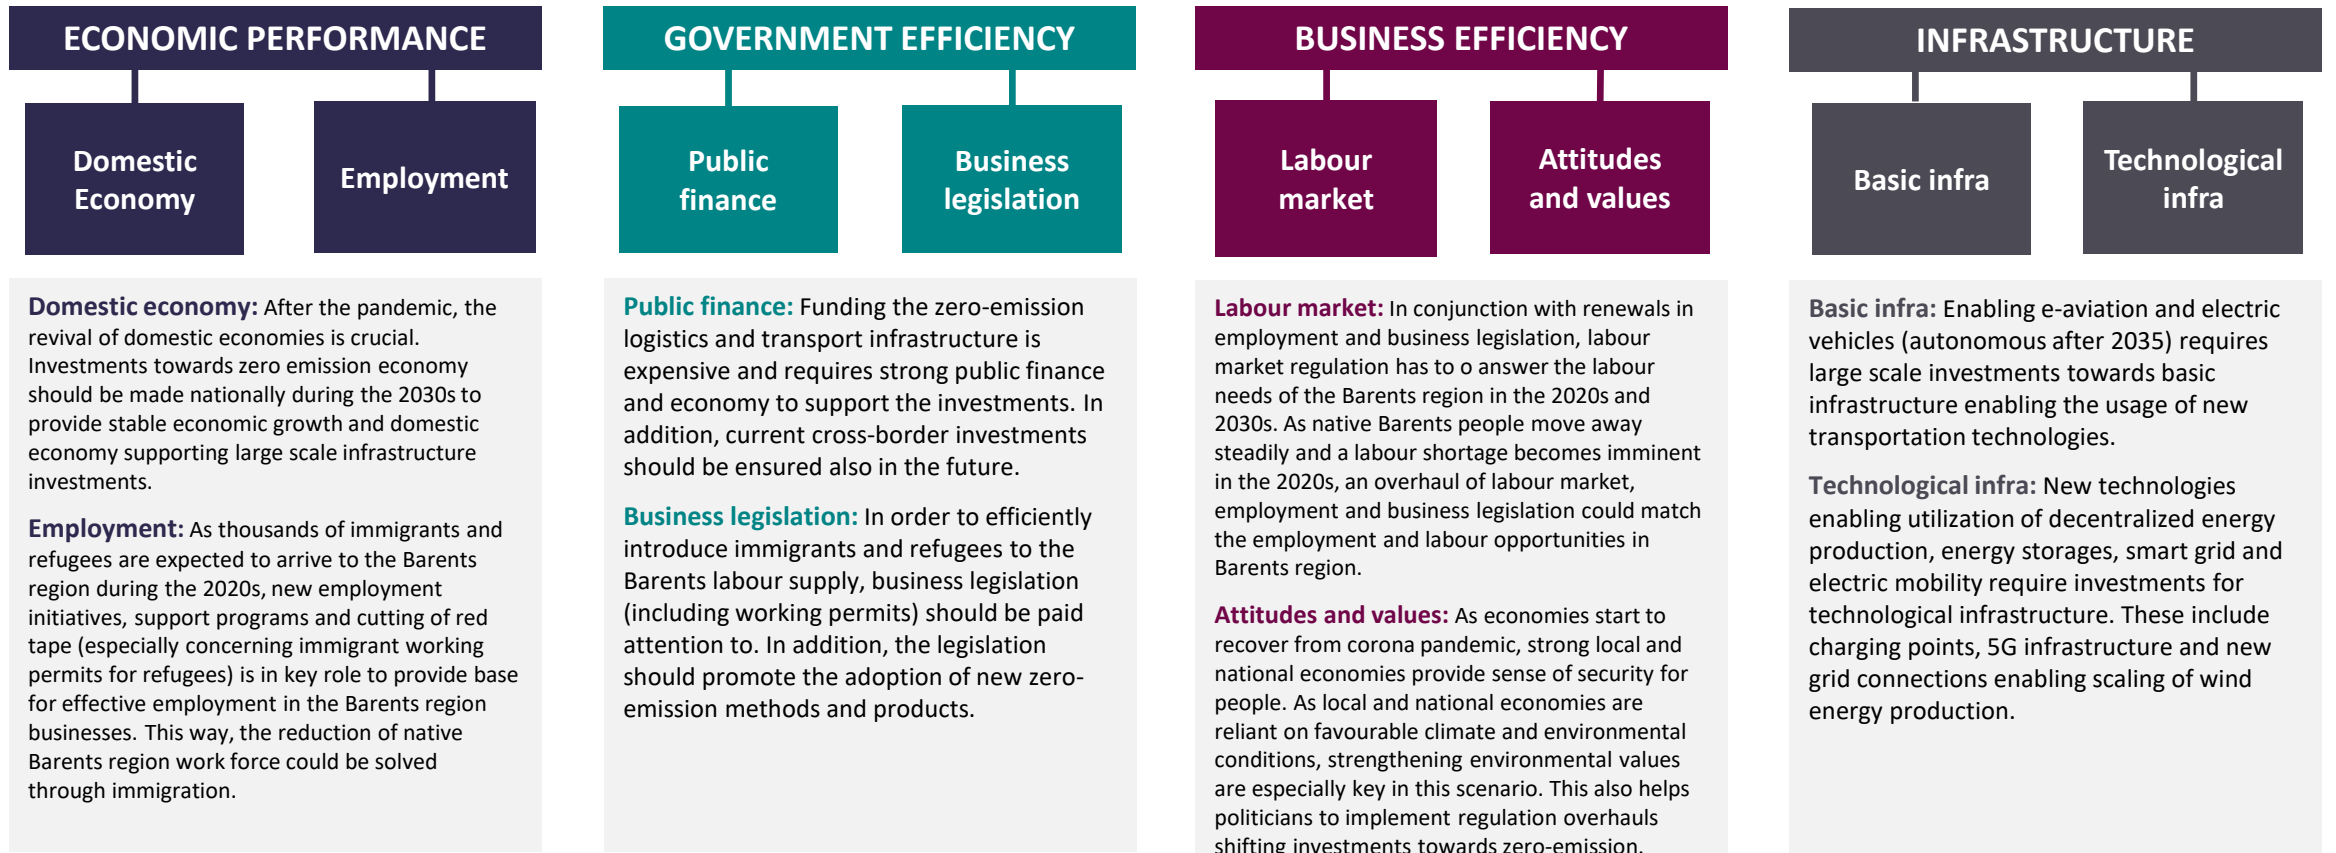 ECONOMIC PERFORMANCE
Domestic
Economy
Employment
Domestic economy: After the pandemic, the
revival of domestic economies is crucial.
Investments towards zero emission economy
should be made nationally during the 2030s to
provide stable economic growth and domestic
economy supporting large scale infrastructure
investments.
Employment: As thousands of immigrants and
refugees are expected to arrive to the Barents
region during the 2020s, new employment
initiatives, support programs and cutting of red
tape (especially concerning immigrant working
permits for refugees) is in key role to provide base
for effective employment in the Barents region
businesses. This way, the reduction of native
Barents region work force could be solved
through immigration.
GOVERNMENT EFFICIENCY
Public
finance
Business
legislation
Public finance: Funding the zero-emission
logistics and transport infrastructure is
expensive and requires strong public finance
and economy to support the investments. In
addition, current cross-border investments
should be ensured also in the future.
Business legislation: In order to efficiently
introduce immigrants and refugees to the
Barents labour supply, business legislation
(including working permits) should be paid
attention to. In addition, the legislation
should promote the adoption of new zero-
emission methods and products.
BUSINESS EFFICIENCY
Labour
market
Attitudes
and values
Labour market: In conjunction with renewals in
employment and business legislation, labour
market regulation has to o answer the labour
needs of the Barents region in the 2020s and
2030s. As native Barents people move away
steadily and a labour shortage becomes imminent
in the 2020s, an overhaul of labour market,
employment and business legislation could match
the employment and labour opportunities in
Barents region.
Attitudes and values: As economies start to
recover from corona pandemic, strong local and
national economies provide sense of security for
people. As local and national economies are
reliant on favourable climate and environmental
conditions, strengthening environmental values
are especially key in this scenario. This also helps
politicians to implement regulation overhauls
shifting investments towards zero-emission.
INFRASTRUCTURE
Basic infra
Technological
infra
Basic infra: Enabling e-aviation and electric
vehicles (autonomous after 2035) requires
large scale investments towards basic
infrastructure enabling the usage of new
transportation technologies.
Technological infra: New technologies
enabling utilization of decentralized energy
production, energy storages, smart grid and
electric mobility require investments for
technological infrastructure. These include
charging points, 5G infrastructure and new
grid connections enabling scaling of wind
energy production.